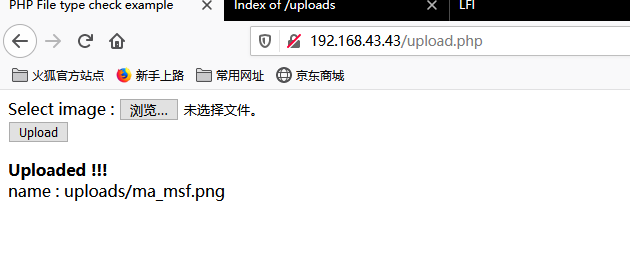 PHP File type check example
Index of /uploads
LFI
192.168.43.43/upload.php
火狐官方站点 新手上路 常用网址 京东商城
Select image : 浏览... 未选择文件。
Upload
Uploaded !!!
name : uploads/ma_msf.png